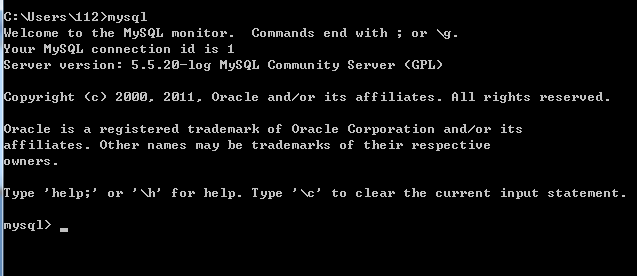 C:\Users\112>mysql
Welcome to the MySQL monitor.  Commands end with ; or \g.
Your MySQL connection id is 1
Server version: 5.5.20-log MySQL Community Server (GPL)
Copyright (c) 2000, 2011, Oracle and/or its affiliates. All rights reserved.
Oracle is a registered trademark of Oracle Corporation and/or its
affiliates. Other names may be trademarks of their respective
owners.
Type 'help;' or '\h' for help. Type '\c' to clear the current input statement.
mysql> _